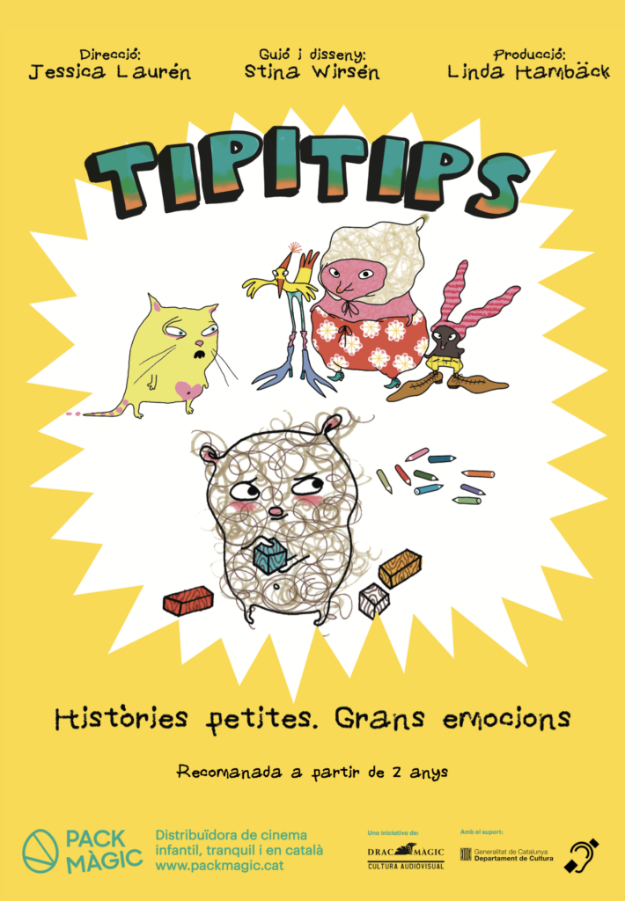 Direcció:
Jessica Laurén
Guió i disseny:
Stina Wirsén
Producció:
Linda Hambäck
TIPITIPS
Històries petites. Grans emocions
Recomanada a partir de 2 anys
PACK
MÀGIC
Distribuïdora de cinema
infantil, tranquil i en català
www.packmagic.cat
Una iniciativa de:
DRAC MÀGIC
CULTURA AUDIOVISUAL
Amb el suport:
Generalitat de Catalunya
Departament de Cultura